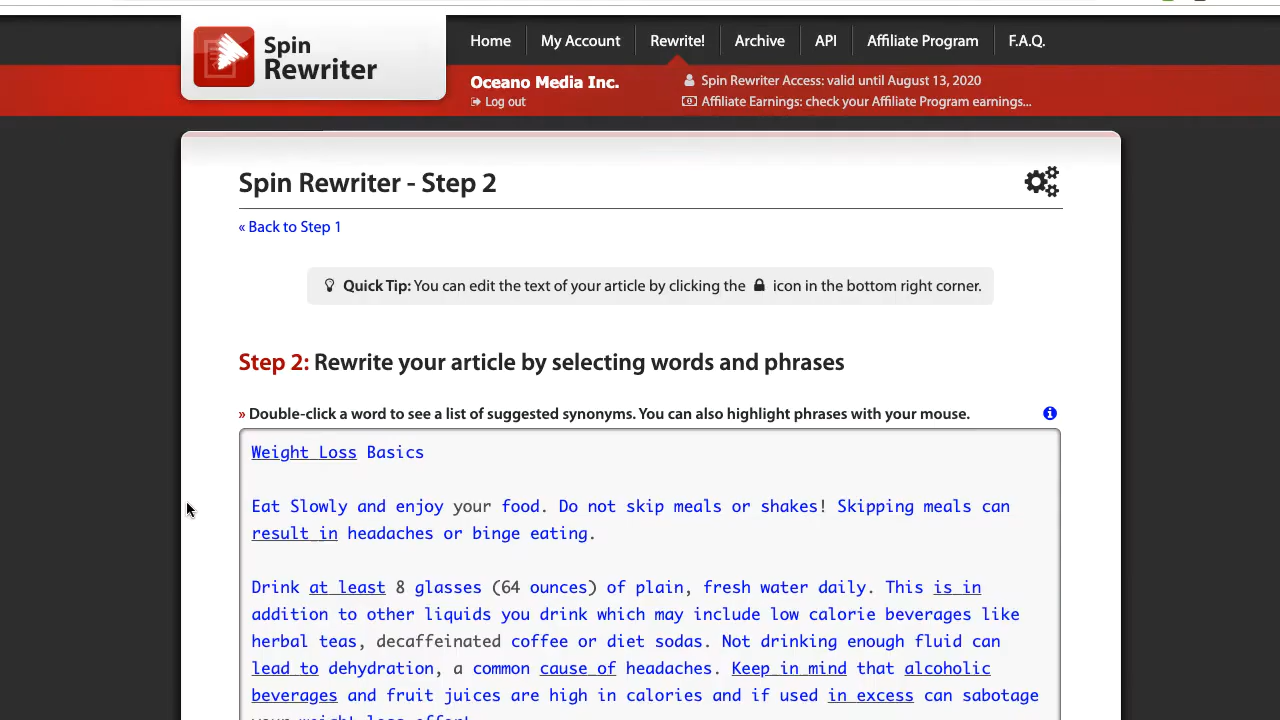 Spin
Rewriter
Home
My Account
Rewrite!
Archive
API
Affiliate Program
F.A.Q.
Oceano Media Inc.
Log out
Spin Rewriter Access: valid until August 13, 2020
Affiliate Earnings: check your Affiliate Program earnings...
Spin Rewriter - Step 2
« Back to Step 1
Quick Tip: You can edit the text of your article by clicking the icon in the bottom right corner.
Step 2: Rewrite your article by selecting words and phrases
» Double-click a word to see a list of suggested synonyms. You can also highlight phrases with your mouse.
Weight Loss Basics
Eat Slowly and enjoy your food. Do not skip meals or shakes! Skipping meals can
result in headaches or binge eating.
Drink at least 8 glasses (64 ounces) of plain, fresh water daily. This is in
addition to other liquids you drink which may include low calorie beverages like
herbal teas, decaffeinated coffee or diet sodas. Not drinking enough fluid can
lead to dehydration, a common cause of headaches. Keep in mind that alcoholic
beverages and fruit juices are high in calories and if used in excess can sabotage
your weight loss effort